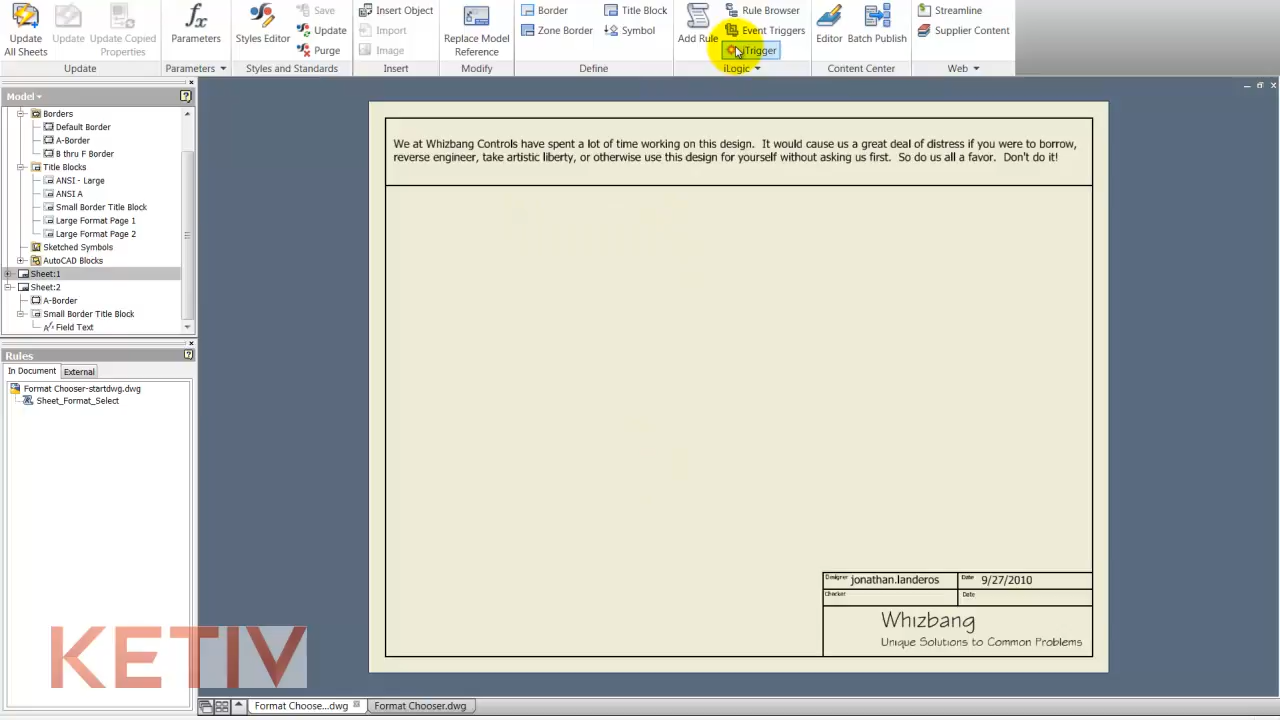 Update All Sheets
Update
Update Copied Properties
Update
Parameters
Parameters
Styles Editor
Save
Update
Purge
Styles and Standards
Insert Object
Import
Image
Insert
Replace Model Reference
Modify
Border
Zone Border
Title Block
Symbol
Define
Add Rule
Rule Browser
Event Triggers
iTrigger
iLogic
Editor
Batch Publish
Content Center
Streamline
Supplier Content
Web
Model
Borders
Default Border
A-Border
B thru F Border
Title Blocks
ANSI - Large
ANSI A
Small Border Title Block
Large Format Page 1
Large Format Page 2
Sketched Symbols
AutoCAD Blocks
Sheet:1
Sheet:2
A-Border
Small Border Title Block
Field Text
Rules
In Document
External
Format Chooser-startdwg.dwg
Sheet_Format_Select
We at Whizbang Controls have spent a lot of time working on this design. It would cause us a great deal of distress if you were to borrow,
reverse engineer, take artistic liberty, or otherwise use this design for yourself without asking us first. So do us all a favor. Don't do it!
Designer jonathan.landeros Date 9/27/2010
Checker Date
Whizbang
Unique Solutions to Common Problems
KETIV
Format Choose...dwg
Format Chooser.dwg